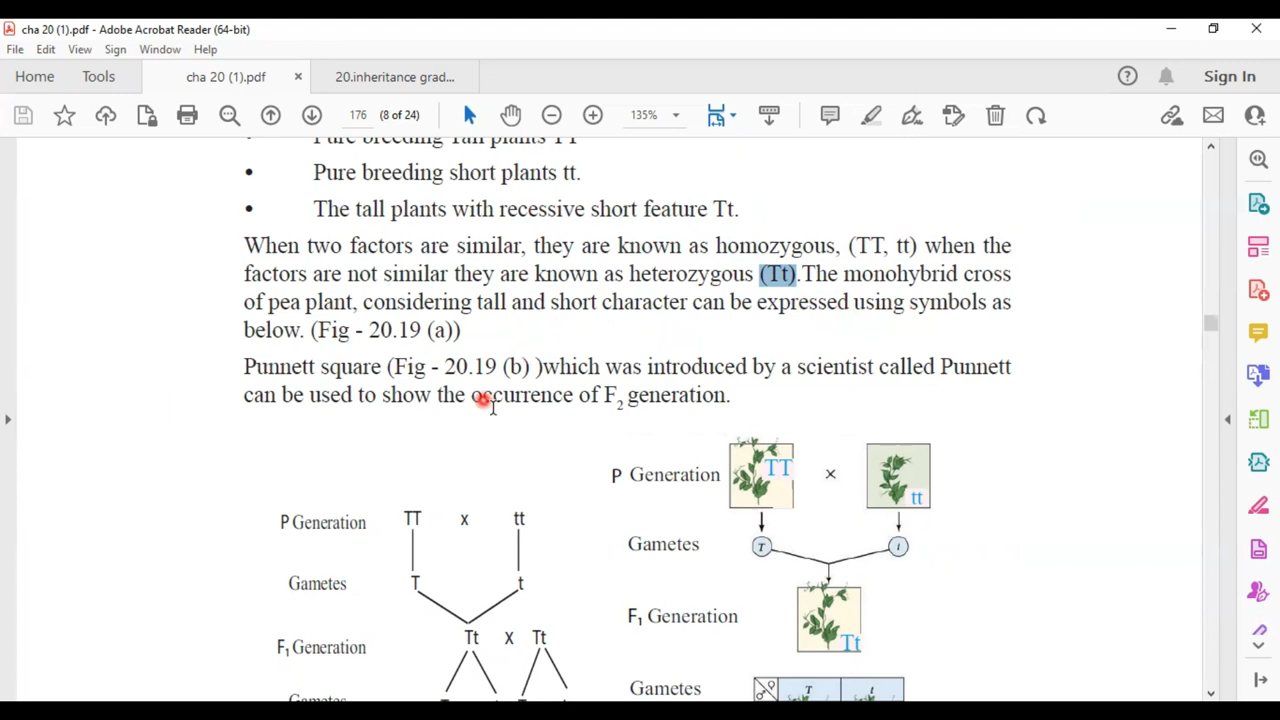 cha 20 (1).pdf - Adobe Acrobat Reader (64-bit)
File Edit View Sign Window Help
Home Tools cha 20 (1).pdf × 20.inheritance grad... Sign In
176 (8 of 24) 135%
• Pure breeding Tall plants TT
• Pure breeding short plants tt.
• The tall plants with recessive short feature Tt.
When two factors are similar, they are known as homozygous, (TT, tt) when the
factors are not similar they are known as heterozygous (Tt).The monohybrid cross
of pea plant, considering tall and short character can be expressed using symbols as
below. (Fig - 20.19 (a))
Punnett square (Fig - 20.19 (b) )which was introduced by a scientist called Punnett
can be used to show the occurrence of F2 generation.
P Generation TT x tt
Gametes T t
F1 Generation Tt X Tt
Gametes
P Generation TT × tt
Gametes T t
F1 Generation Tt
Gametes ♂ ♀ T t